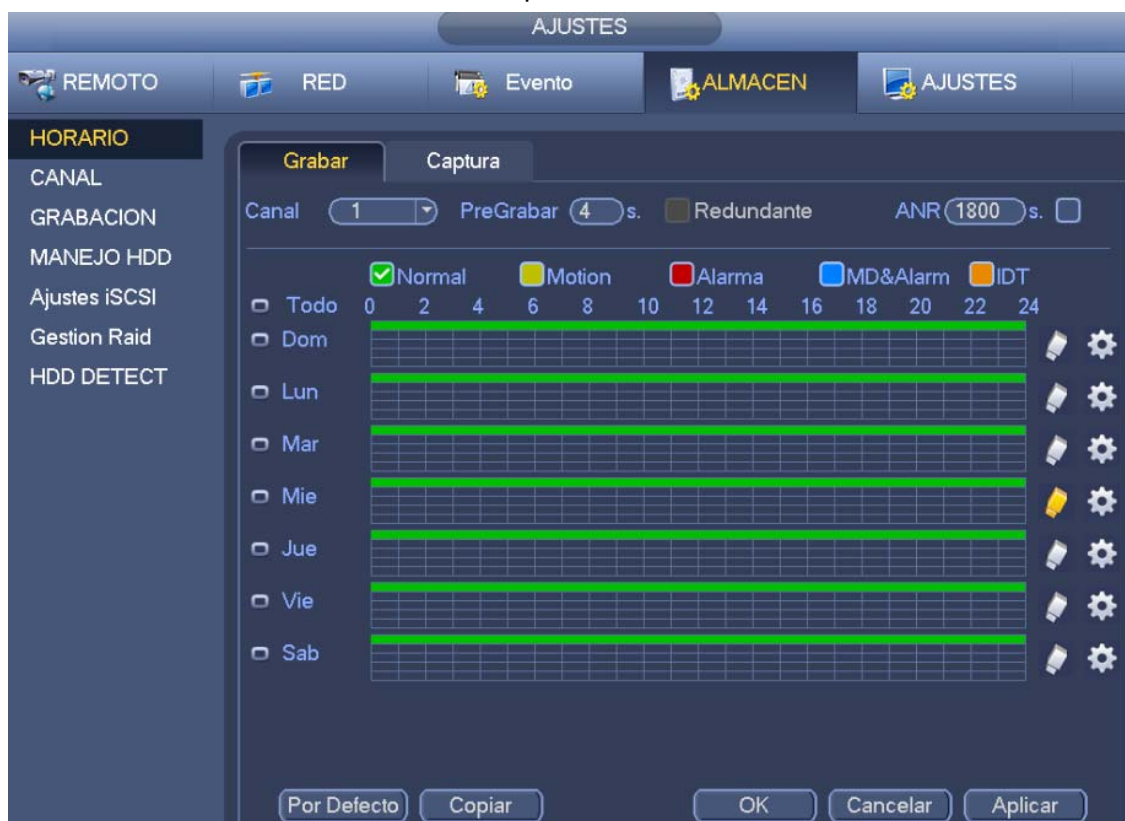 AJUSTES
REMOTO RED Evento ALMACEN AJUSTES
HORARIO
CANAL
GRABACION
MANEJO HDD
Ajustes iSCSI
Gestion Raid
HDD DETECT
Grabar Captura
Canal 1 PreGrabar 4 s. Redundante ANR 1800 s.
Normal Motion Alarma MD&Alarm IDT
Todo 0 2 4 6 8 10 12 14 16 18 20 22 24
Dom
Lun
Mar
Mie
Jue
Vie
Sab
Por Defecto Copiar OK Cancelar Aplicar